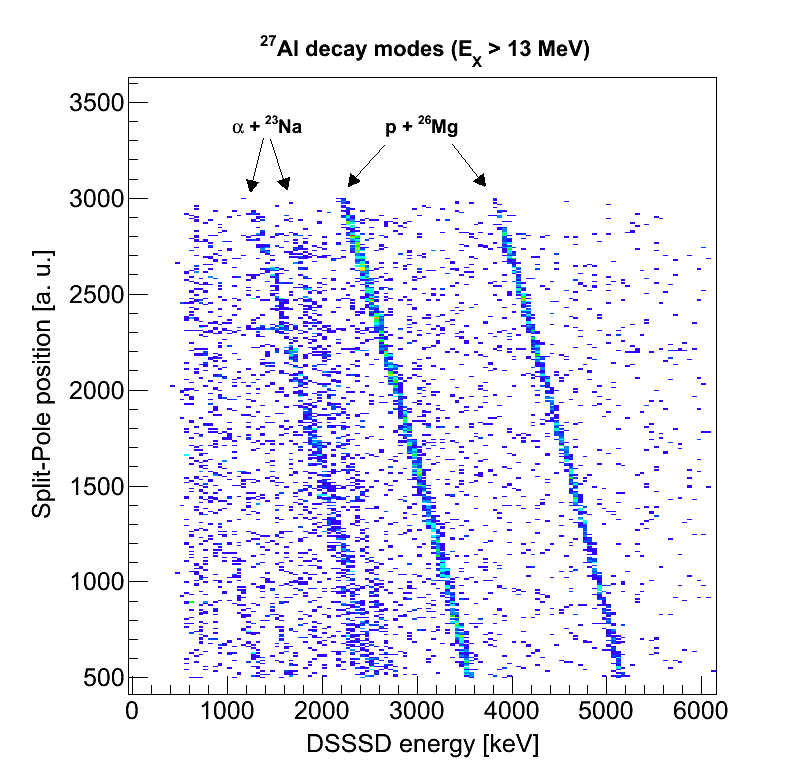 ²⁷Al decay modes (Eₓ > 13 MeV)
α + ²³Na
p + ²⁶Mg
3500
3000
2500
2000
1500
1000
500
Split-Pole position [a. u.]
0 1000 2000 3000 4000 5000 6000
DSSSD energy [keV]